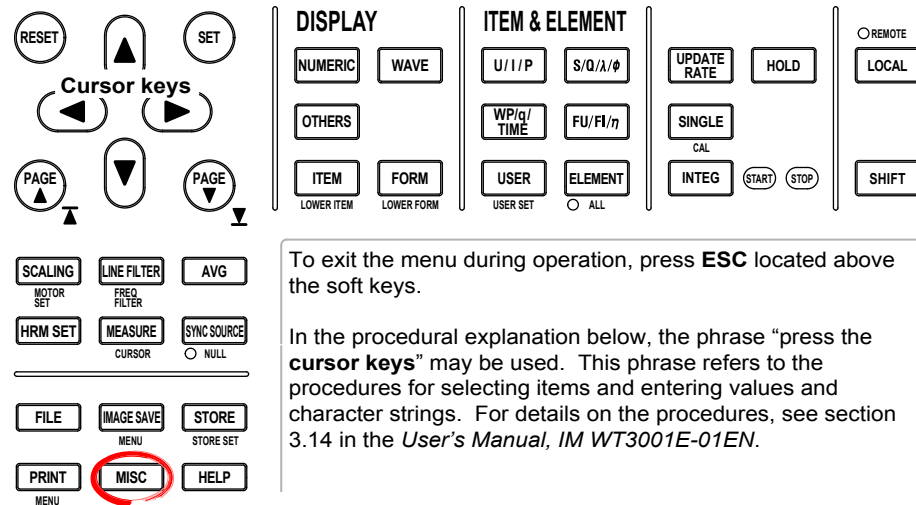 RESET
SET
Cursor keys
PAGE
PAGE
DISPLAY
NUMERIC WAVE
OTHERS
ITEM FORM
LOWER ITEM LOWER FORM
ITEM & ELEMENT
U/I/P S/Q/λ/ϕ
WP/q/
TIME
FU/FI/η
USER ELEMENT
USER SET ALL
UPDATE
RATE
HOLD
SINGLE
CAL
INTEG START STOP
REMOTE
LOCAL
SHIFT
SCALING LINE FILTER AVG
MOTOR
SET
FREQ
FILTER
HRM SET MEASURE SYNC SOURCE
CURSOR NULL
FILE IMAGE SAVE STORE
MENU STORE SET
PRINT MISC HELP
MENU
To exit the menu during operation, press ESC located above
the soft keys.
In the procedural explanation below, the phrase “press the
cursor keys” may be used. This phrase refers to the
procedures for selecting items and entering values and
character strings. For details on the procedures, see section
3.14 in the User’s Manual, IM WT3001E-01EN.